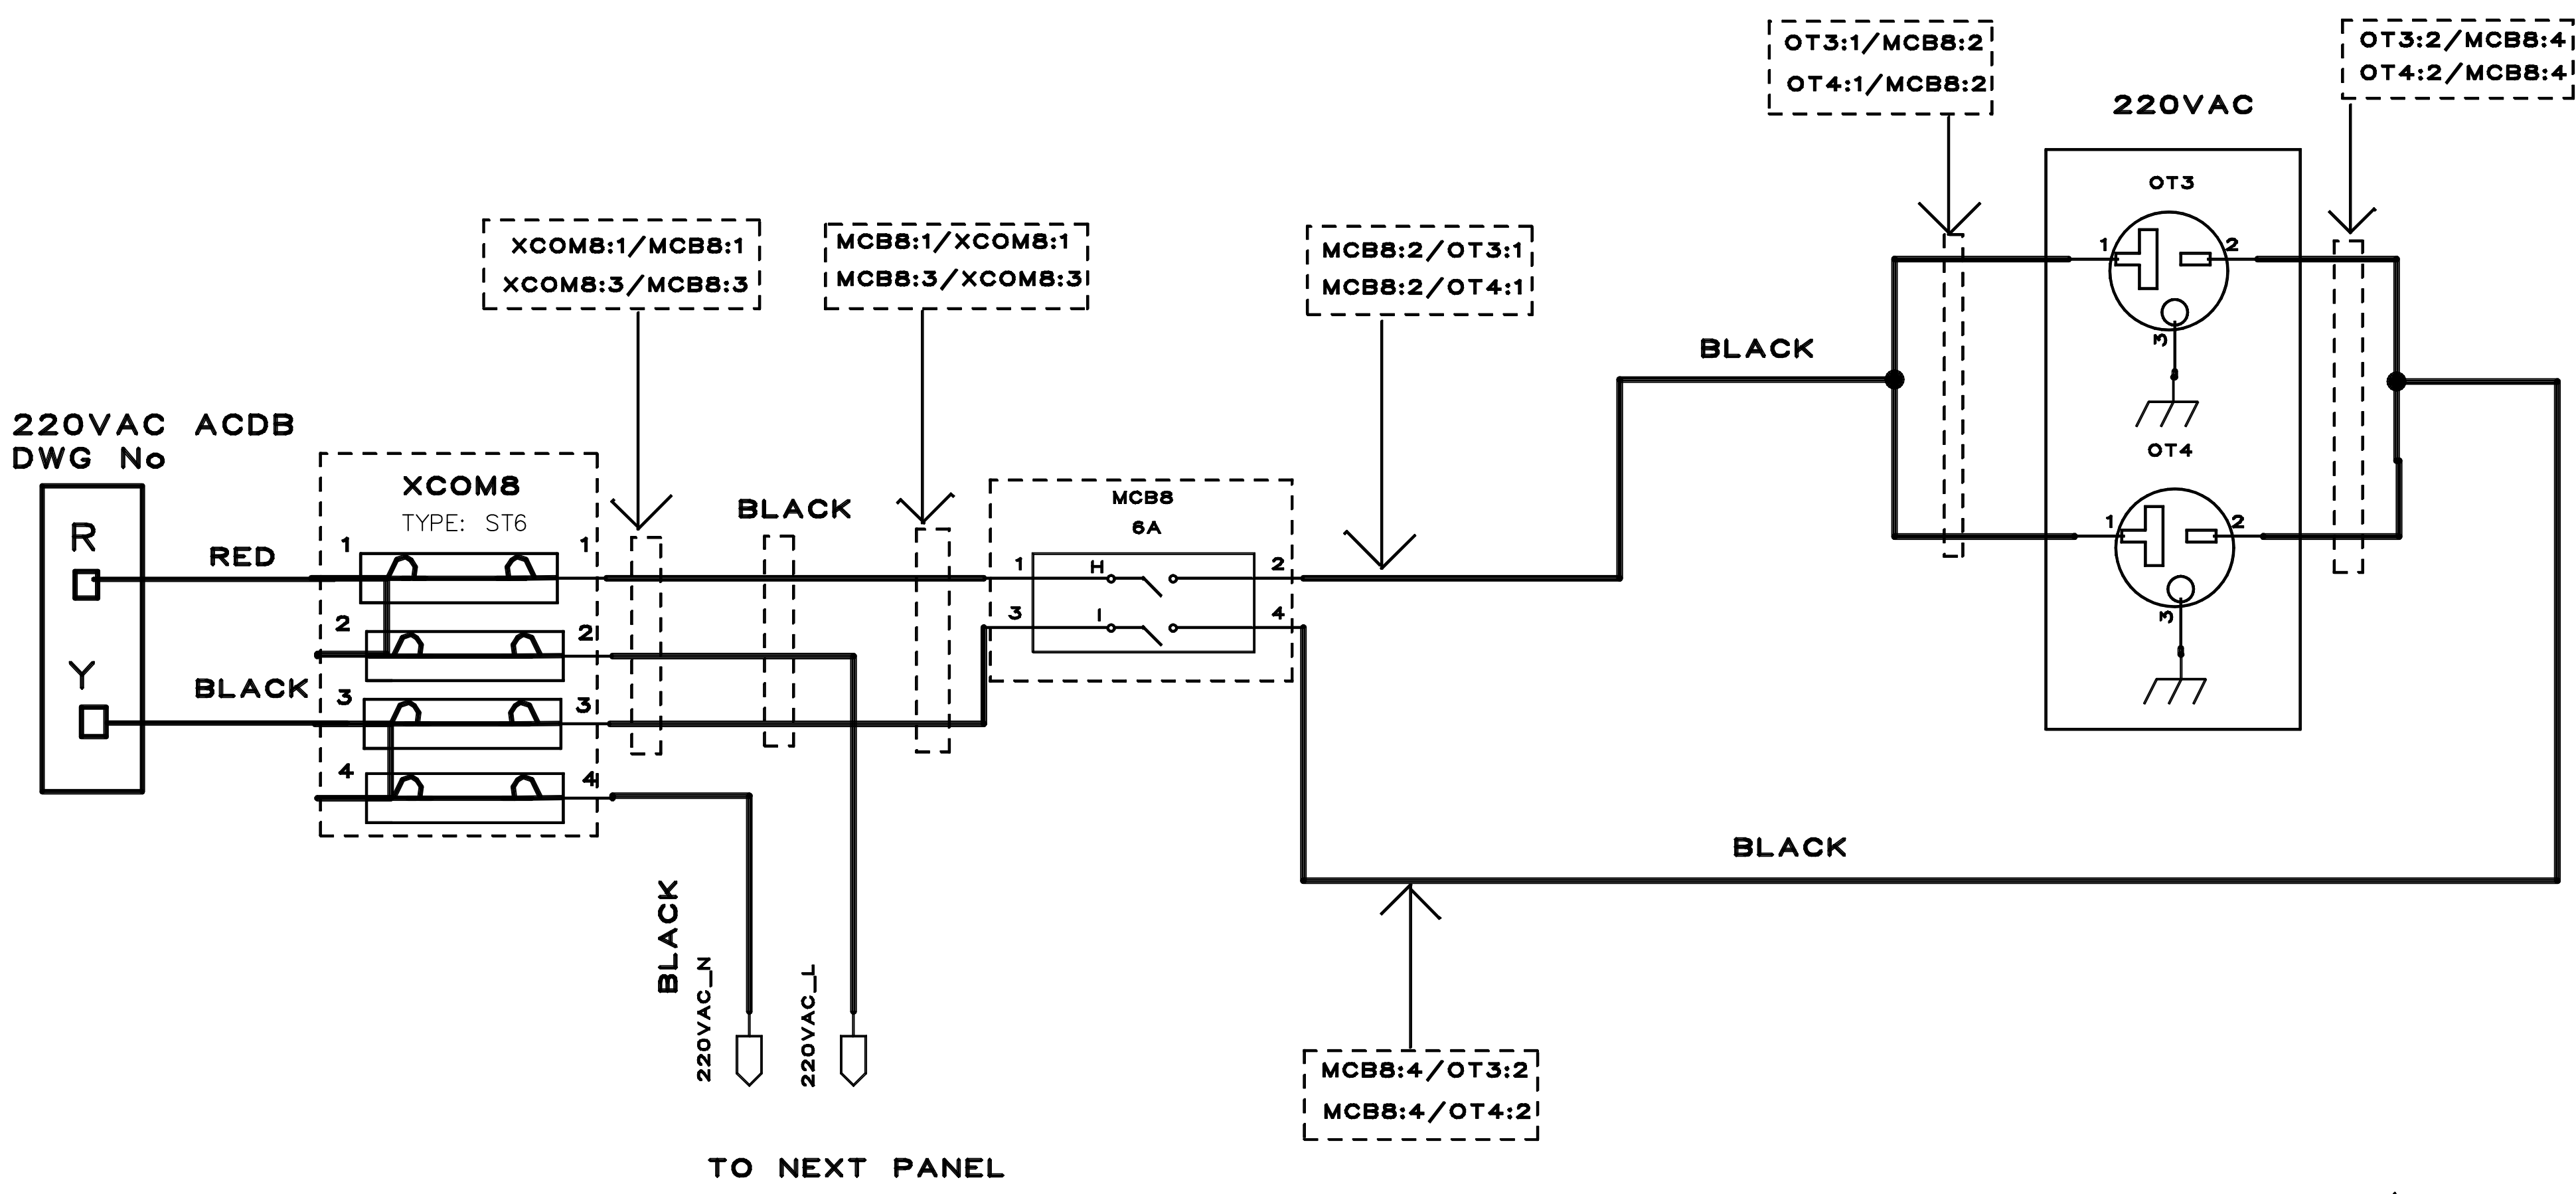 OT3:1/MCB8:2
OT4:1/MCB8:2
OT3:2/MCB8:4
OT4:2/MCB8:4
220VAC
OT3
1
2
3
OT4
1
2
3
XCOM8:1/MCB8:1
XCOM8:3/MCB8:3
MCB8:1/XCOM8:1
MCB8:3/XCOM8:3
MCB8:2/OT3:1
MCB8:2/OT4:1
BLACK
220VAC ACDB
DWG No
R
Y
RED
BLACK
XCOM8
TYPE: ST6
1
1
2
2
3
3
4
4
BLACK
MCB8
6A
1
H
2
3
I
4
BLACK
BLACK
220VAC_N
220VAC_L
MCB8:4/OT3:2
MCB8:4/OT4:2
TO NEXT PANEL